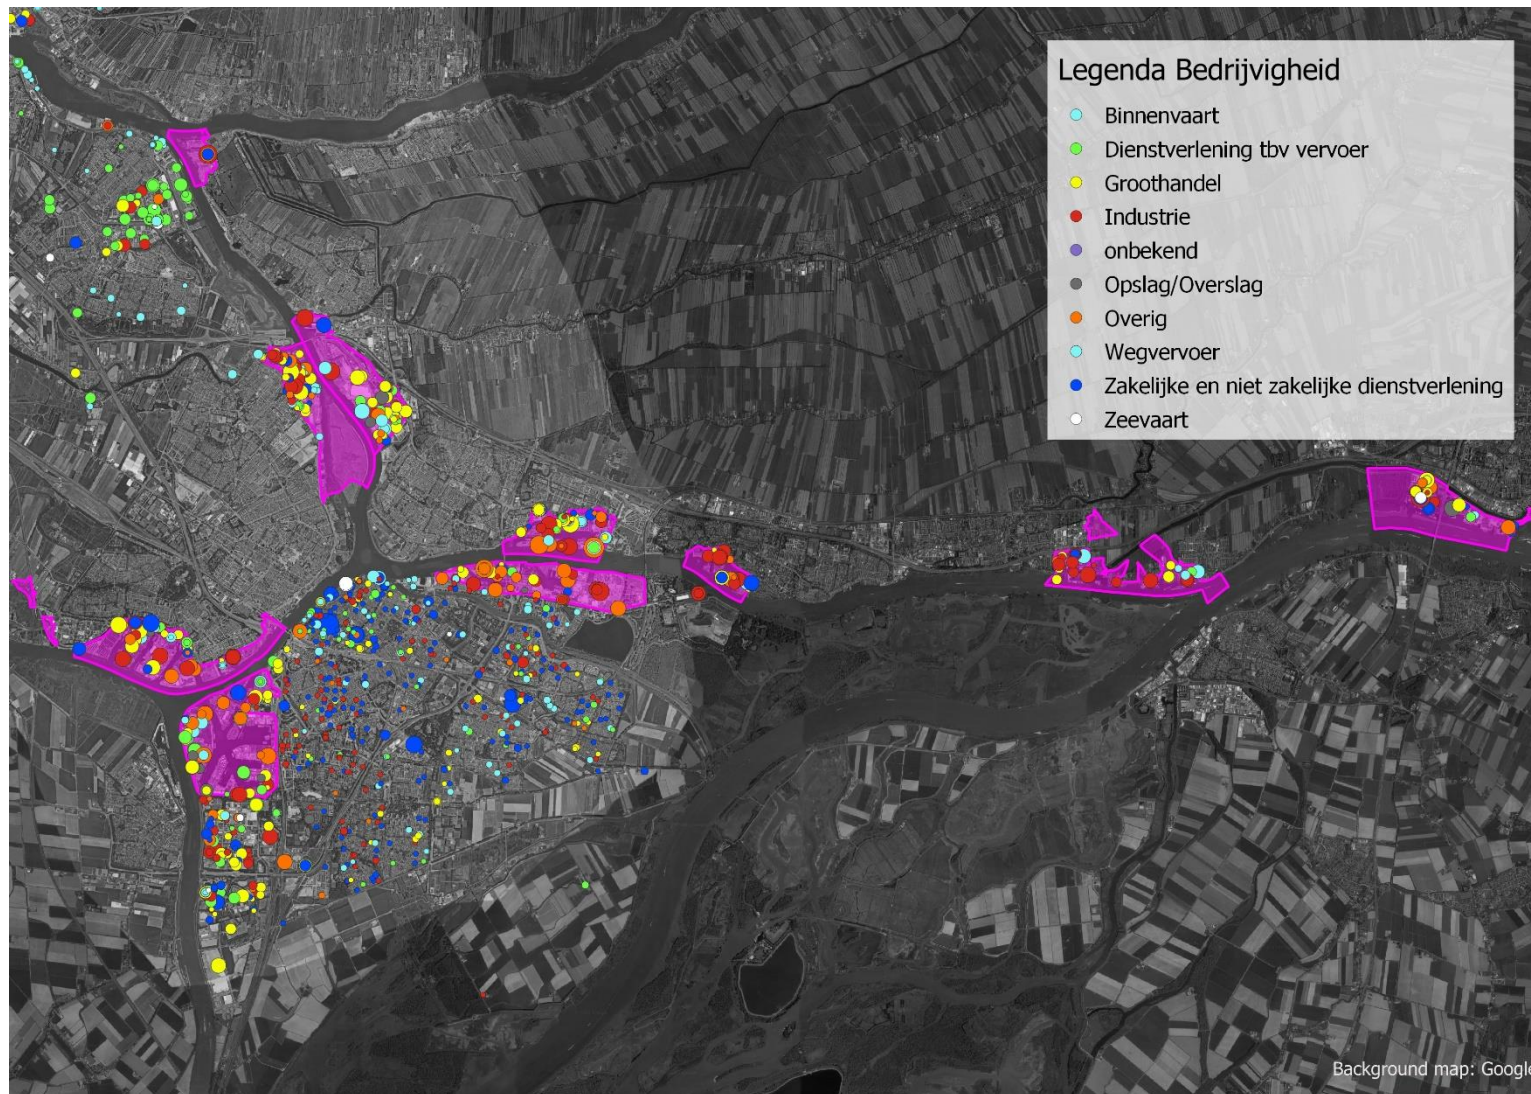 Legenda Bedrijvigheid
Binnenvaart
Dienstverlening tbv vervoer
Groothandel
Industrie
onbekend
Opslag/Overslag
Overig
Wegvervoer
Zakelijke en niet zakelijke dienstverlening
Zeevaart
Background map: Google